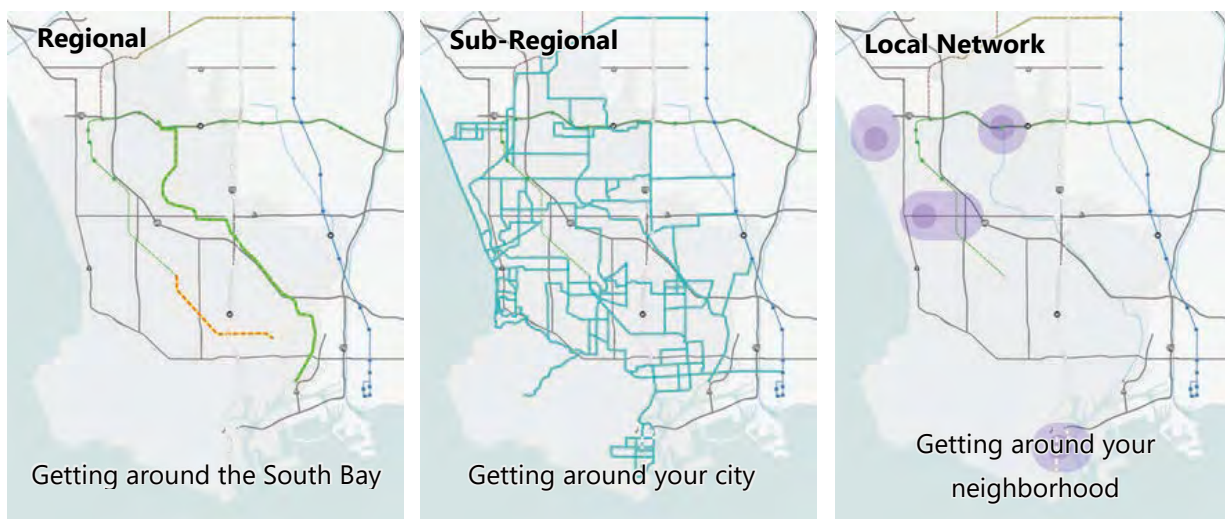 Regional
Sub-Regional
Local Network
Getting around the South Bay
Getting around your city
Getting around your
neighborhood